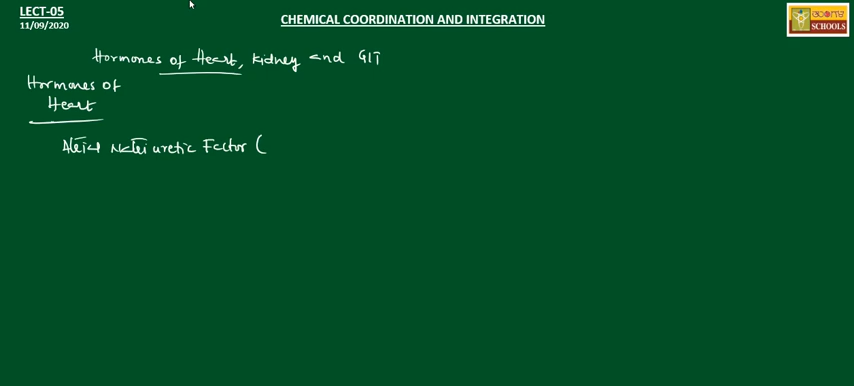 LECT-05
11/09/2020
CHEMICAL COORDINATION AND INTEGRATION
SCHOOLS
Hormones of Heart, Kidney and GIT
Hormones of
Heart
Atrial Natriuretic Factor (